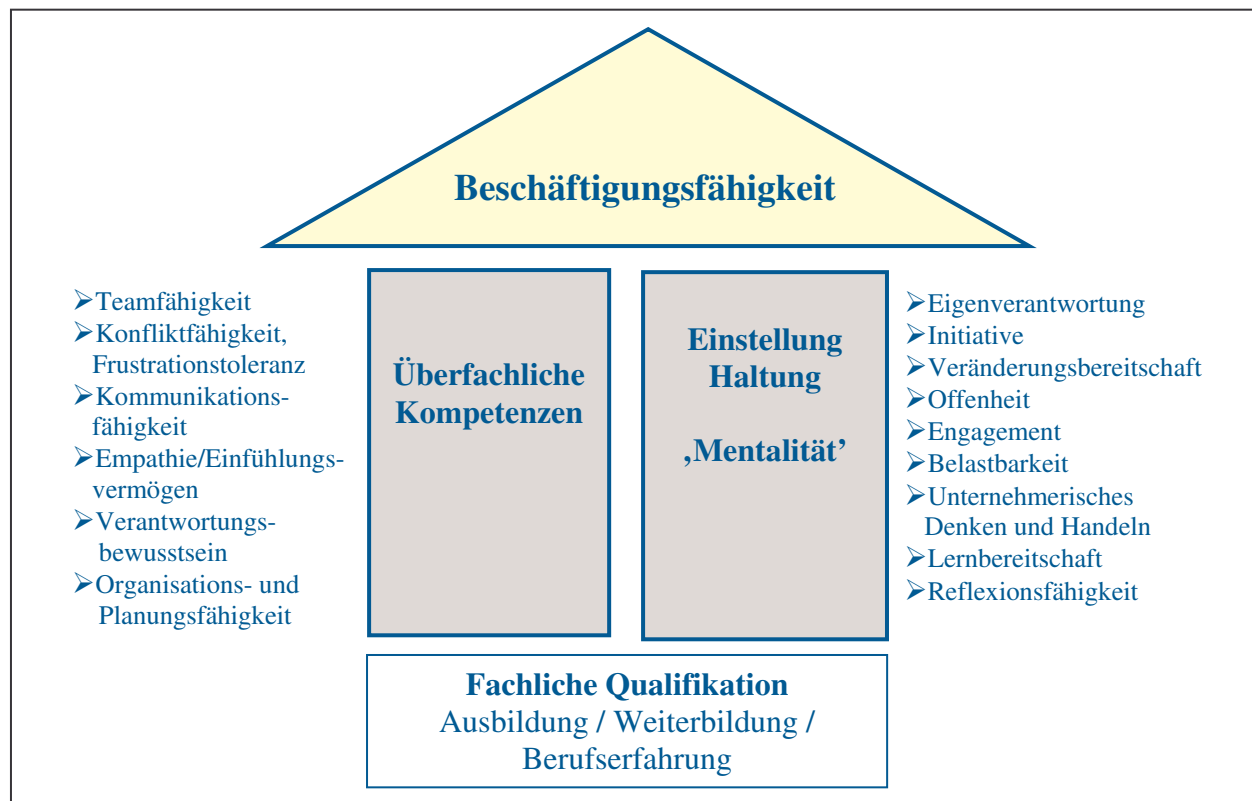 Beschäftigungsfähigkeit
➢Teamfähigkeit
➢Konfliktfähigkeit,
Frustrationstoleranz
➢Kommunikations-
fähigkeit
➢Empathie/Einfühlungs-
vermögen
➢Verantwortungs-
bewusstsein
➢Organisations- und
Planungsfähigkeit
Überfachliche
Kompetenzen
Einstellung
Haltung
‚Mentalität’
➢Eigenverantwortung
➢Initiative
➢Veränderungsbereitschaft
➢Offenheit
➢Engagement
➢Belastbarkeit
➢Unternehmerisches
Denken und Handeln
➢Lernbereitschaft
➢Reflexionsfähigkeit
Fachliche Qualifikation
Ausbildung / Weiterbildung /
Berufserfahrung